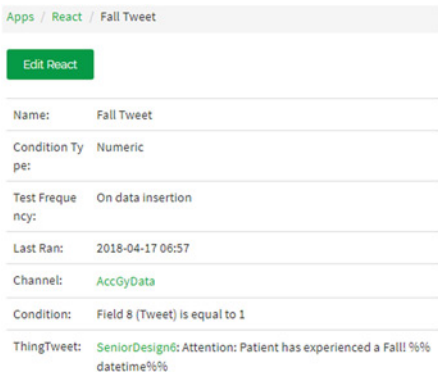 Apps / React / Fall Tweet
Edit React
Name: Fall Tweet
Condition Ty Numeric
pe:
Test Freque On data insertion
ncy:
Last Ran: 2018-04-17 06:57
Channel: AccGyData
Condition: Field 8 (Tweet) is equal to 1
ThingTweet: SeniorDesign6: Attention: Patient has experienced a Fall! %%
datetime%%